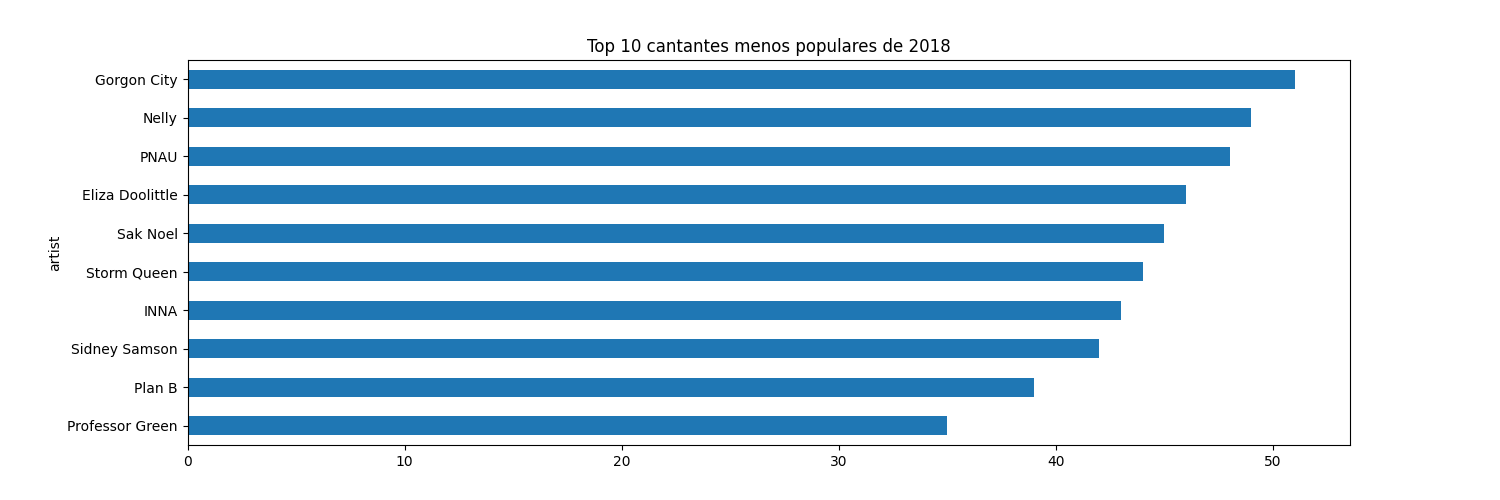 Top 10 cantantes menos populares de 2018
artist
Gorgon City
Nelly
PNAU
Eliza Doolittle
Sak Noel
Storm Queen
INNA
Sidney Samson
Plan B
Professor Green
0 10 20 30 40 50